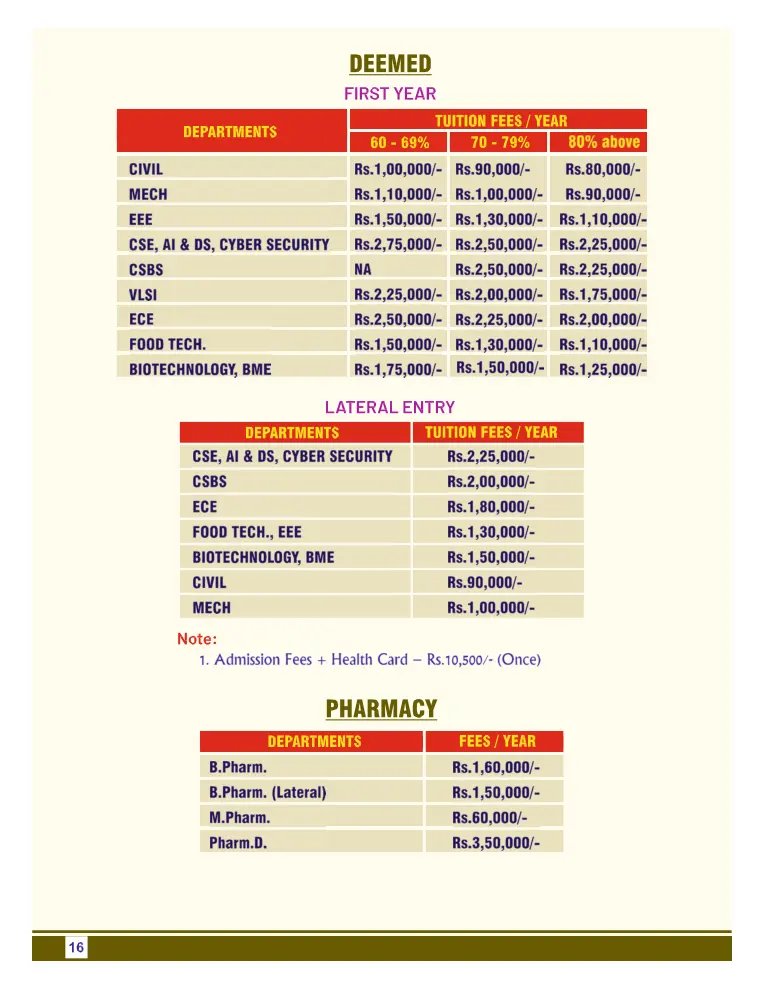 DEEMED
FIRST YEAR
DEPARTMENTS TUITION FEES / YEAR
60 - 69% 70 - 79% 80% above
CIVIL Rs.1,00,000/- Rs.90,000/- Rs.80,000/-
MECH Rs.1,10,000/- Rs.1,00,000/- Rs.90,000/-
EEE Rs.1,50,000/- Rs.1,30,000/- Rs.1,10,000/-
CSE, AI & DS, CYBER SECURITY Rs.2,75,000/- Rs.2,50,000/- Rs.2,25,000/-
CSBS NA Rs.2,50,000/- Rs.2,25,000/-
VLSI Rs.2,25,000/- Rs.2,00,000/- Rs.1,75,000/-
ECE Rs.2,50,000/- Rs.2,25,000/- Rs.2,00,000/-
FOOD TECH. Rs.1,50,000/- Rs.1,30,000/- Rs.1,10,000/-
BIOTECHNOLOGY, BME Rs.1,75,000/- Rs.1,50,000/- Rs.1,25,000/-
LATERAL ENTRY
DEPARTMENTS TUITION FEES / YEAR
CSE, AI & DS, CYBER SECURITY Rs.2,25,000/-
CSBS Rs.2,00,000/-
ECE Rs.1,80,000/-
FOOD TECH., EEE Rs.1,30,000/-
BIOTECHNOLOGY, BME Rs.1,50,000/-
CIVIL Rs.90,000/-
MECH Rs.1,00,000/-
Note:
1. Admission Fees + Health Card – Rs.10,500/- (Once)
PHARMACY
DEPARTMENTS FEES / YEAR
B.Pharm. Rs.1,60,000/-
B.Pharm. (Lateral) Rs.1,50,000/-
M.Pharm. Rs.60,000/-
Pharm.D. Rs.3,50,000/-
16